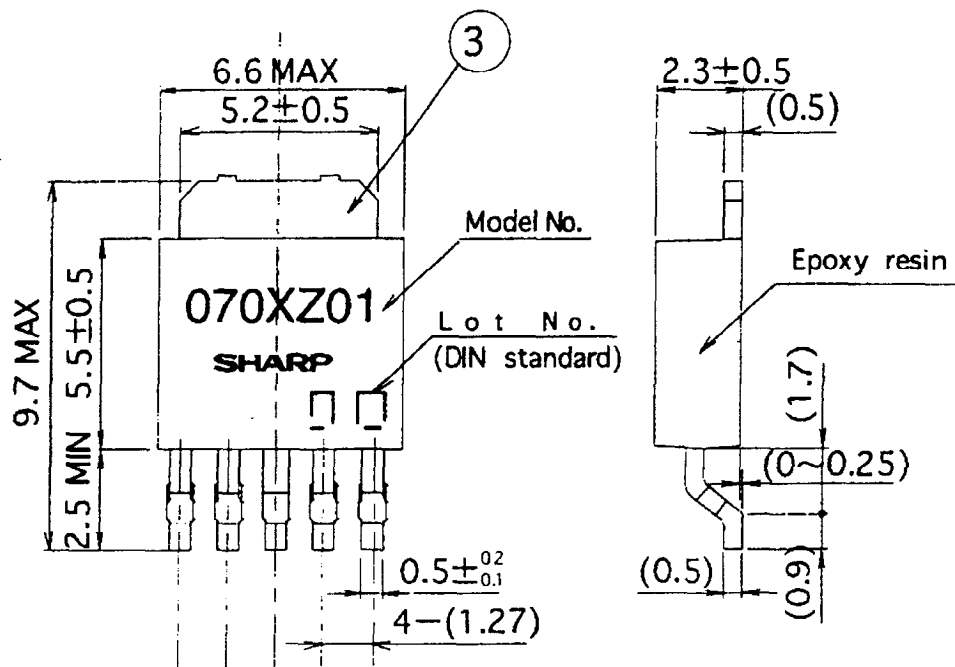 3
6.6 MAX
5.2±0.5
2.3±0.5
(0.5)
Model No.
070XZ01
SHARP
Lot No.
(DIN standard)
Epoxy resin
9.7 MAX
5.5±0.5
2.5 MIN
(1.7)
(0~0.25)
0.5±0.2 0.1
4-(1.27)
(0.5)
(0.9)